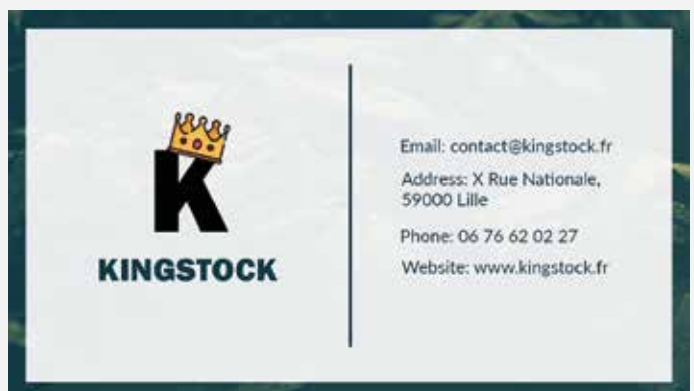 K
KINGSTOCK
Email: contact@kingstock.fr
Address: X Rue Nationale,
59000 Lille
Phone: 06 76 62 02 27
Website: www.kingstock.fr